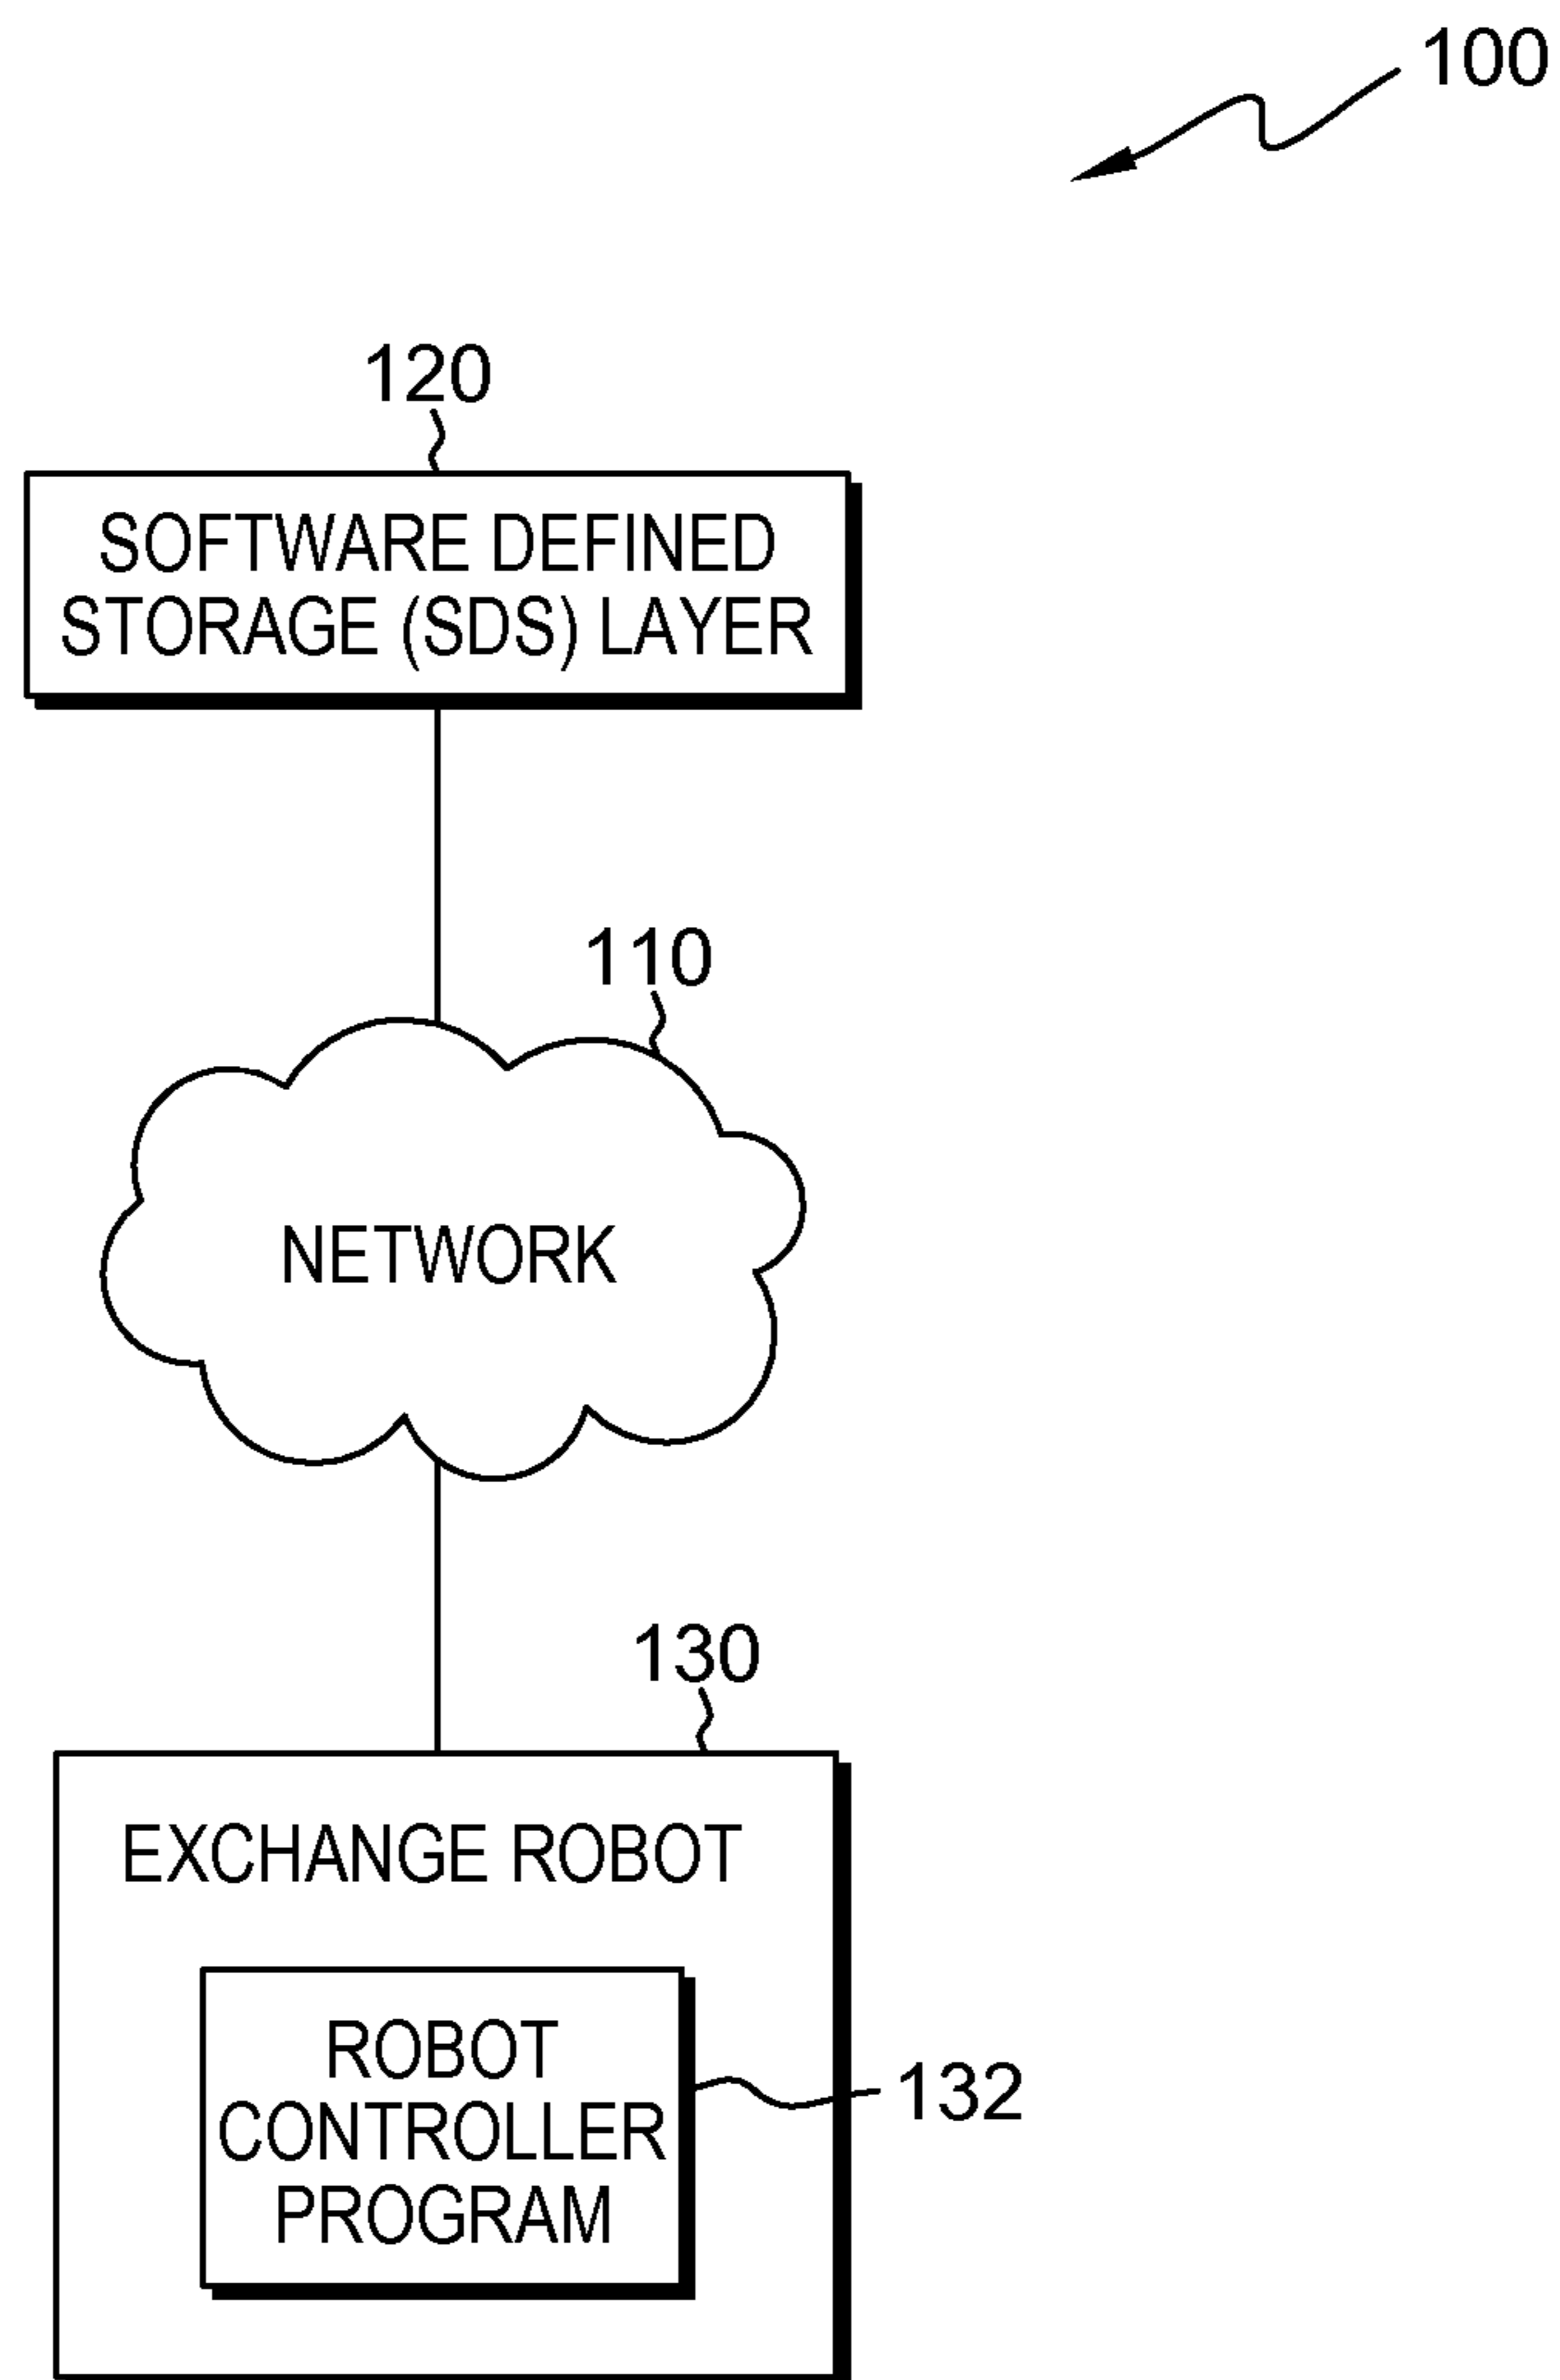 100
120
SOFTWARE DEFINED
STORAGE (SDS) LAYER
110
NETWORK
130
EXCHANGE ROBOT
ROBOT
CONTROLLER
PROGRAM
132